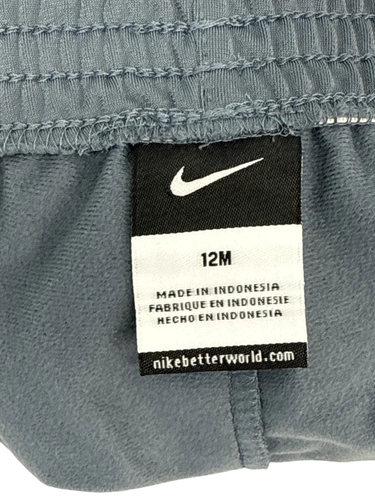 12M
MADE IN INDONESIA
FABRIQUE EN INDONESIE
HECHO EN INDONESIA
nikebetterworld.com